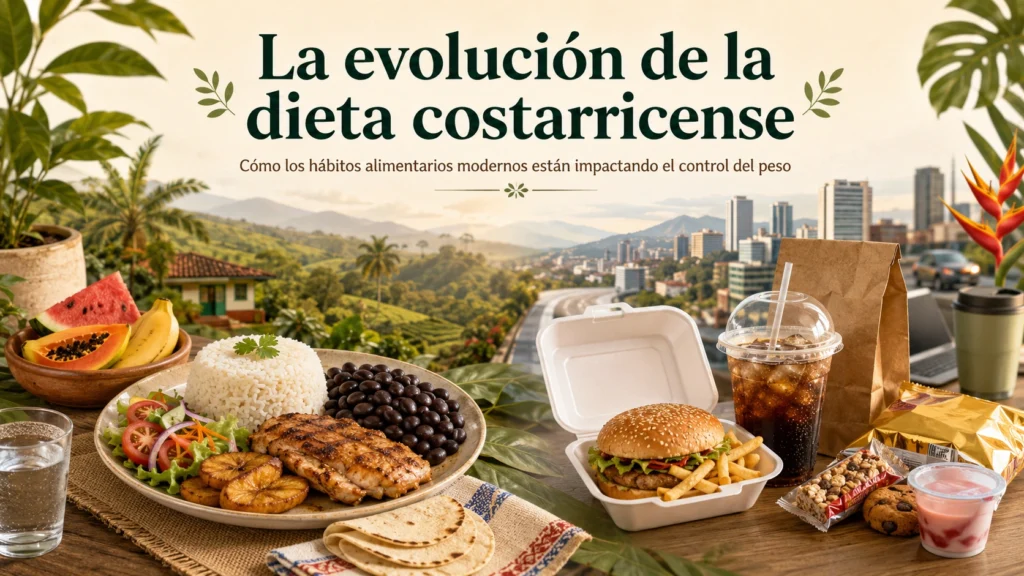 La evolución de la
dieta costarricense
Cómo los hábitos alimentarios modernos están impactando el control del peso